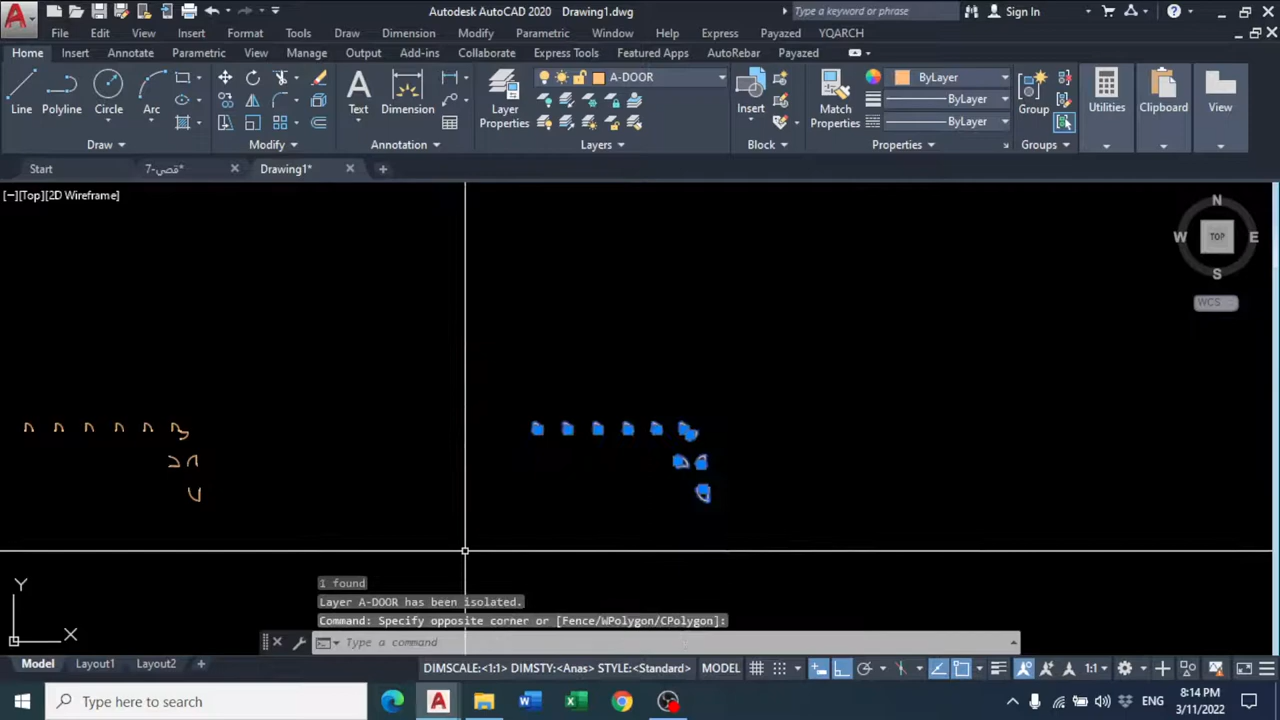 Autodesk AutoCAD 2020 Drawing1.dwg
Type a keyword or phrase
Sign In
File Edit View Insert Format Tools Draw Dimension Modify Parametric Window Help Express Payazed YQARCH
Home Insert Annotate Parametric View Manage Output Add-ins Collaborate Express Tools Featured Apps AutoRebar Payazed
A-DOOR
ByLayer
ByLayer
ByLayer
Line Polyline Circle Arc Text Dimension Layer Properties Insert Match Properties Group Utilities Clipboard View
Draw Modify Annotation Layers Block Properties Groups
Start قصي-7* Drawing1*
[−][Top][2D Wireframe]
N
W TOP E
S
WCS
Y
X
1 found
Layer A-DOOR has been isolated.
Command: Specify opposite corner or [Fence/WPolygon/CPolygon]:
Type a command
Model Layout1 Layout2
DIMSCALE:<1:1> DIMSTY:<Anas> STYLE:<Standard> MODEL 1:1
Type here to search
ENG
8:14 PM
3/11/2022